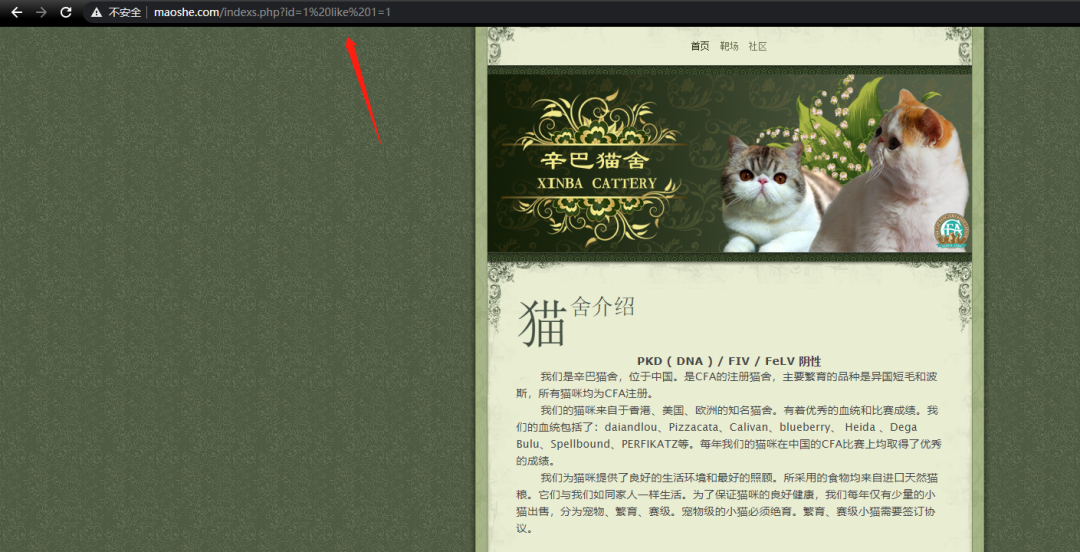 不安全 maoshe.com/indexs.php?id=1%20like%201=1
首页 靶场 社区
辛巴猫舍
XINBA CATTERY
CFA
猫舍介绍
PKD ( DNA ) / FIV / FeLV 阴性
我们是辛巴猫舍，位于中国。是CFA的注册猫舍，主要繁育的品种是异国短毛和波
斯，所有猫咪均为CFA注册。
我们的猫咪来自于香港、美国、欧洲的知名猫舍。有着优秀的血统和比赛成绩。我
们的血统包括了：daiandlou、Pizzacata、Calivan、blueberry、 Heida 、Dega
Bulu、Spellbound、PERFIKATZ等。每年我们的猫咪在中国的CFA比赛上均取得了优秀
的成绩。
我们为猫咪提供了良好的生活环境和最好的照顾。所采用的食物均来自进口天然猫
粮。它们与我们如同家人一样生活。为了保证猫咪的良好健康，我们每年仅有少量的小
猫出售，分为宠物、繁育、赛级。宠物级的小猫必须绝育。繁育、赛级小猫需要签订协
议。